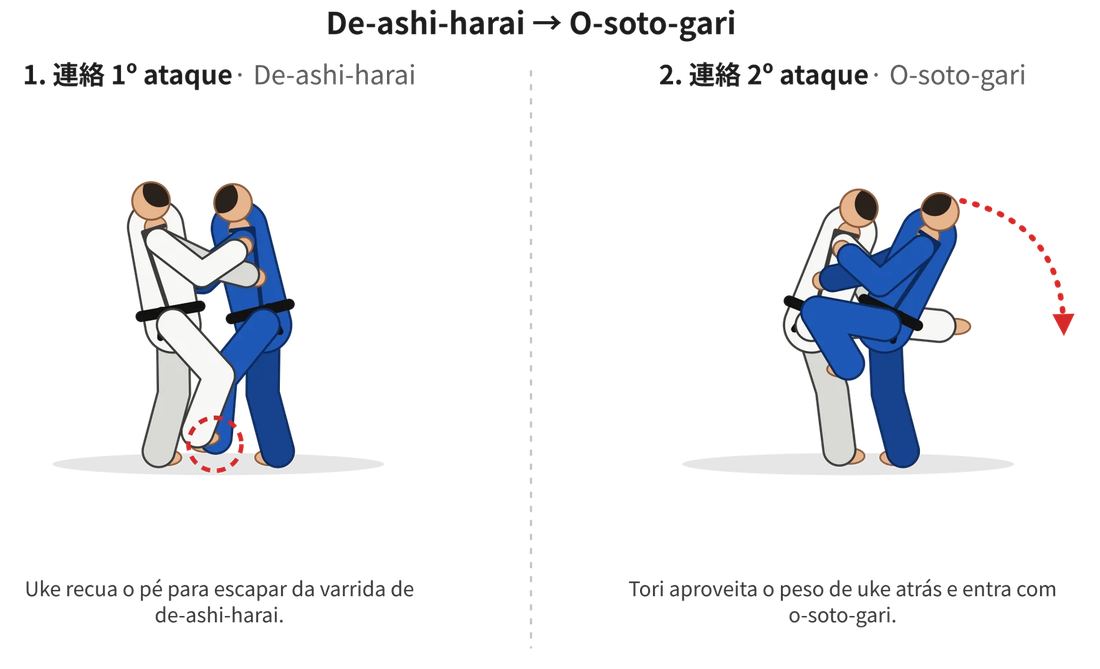 De-ashi-harai → O-soto-gari
1. 連絡 1º ataque · De-ashi-harai
2. 連絡 2º ataque · O-soto-gari
Uke recua o pé para escapar da varrida de
de-ashi-harai.
Tori aproveita o peso de uke atrás e entra com
o-soto-gari.